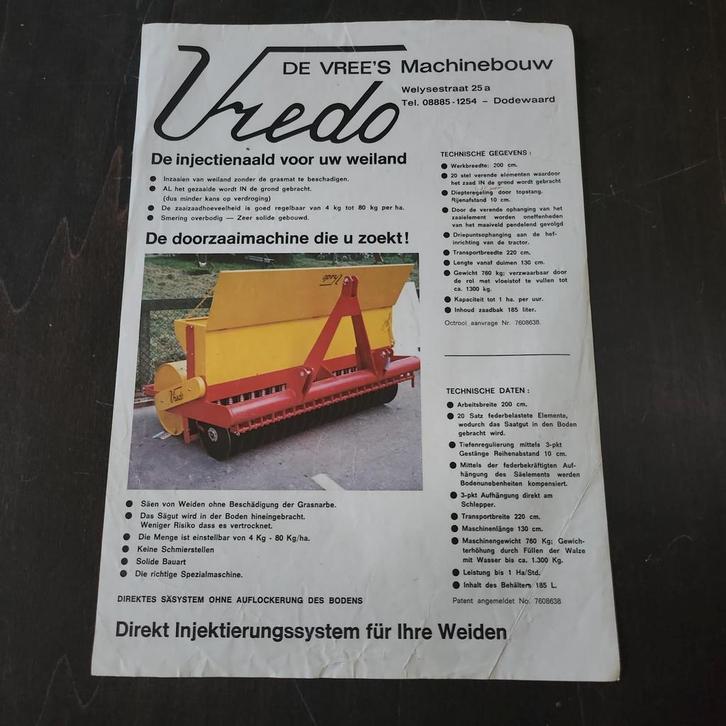 Vredo
DE VREE'S Machinebouw
Welysestraat 25 a
Tel. 08885-1254 - Dodewaard
De injectienaald voor uw weiland
● Inzaaien van weiland zonder de grasmat te beschadigen.
● AL het gezaaide wordt IN de grond gebracht.
(dus minder kans op verdroging)
● De zaaizaadhoeveelheid is goed regelbaar van 4 kg tot 80 kg per ha.
● Smering overbodig — Zeer solide gebouwd.
De doorzaaimachine die u zoekt!
Vredo
Vredo
● Säen von Weiden ohne Beschädigung der Grasnarbe.
● Das Sägut wird in der Boden hineingebracht.
Weniger Risiko dass es vertrocknet.
● Die Menge ist einstellbar von 4 Kg - 80 Kg/ha.
● Keine Schmierstellen
● Solide Bauart
● Die richtige Spezialmaschine.
DIREKTES SÄSYSTEM OHNE AUFLOCKERUNG DES BODENS
Direkt Injektierungssystem für Ihre Weiden
TECHNISCHE GEGEVENS:
● Werkbreedte: 200 cm.
● 20 stel verende elementen waardoor
het zaad IN de grond wordt gebracht
● Diepteregeling door topstang.
Rijenafstand 10 cm.
● Door de verende ophanging van het
zaaielement worden oneffenheden
van het maaiveld pendelend gevolgd
● Driepuntsophanging aan de hef-
inrichting van de tractor.
● Transportbreedte 220 cm.
● Lengte vanaf duimen 130 cm.
● Gewicht 760 kg; verzwaarbaar door
de rol met vloeistof te vullen tot
ca. 1300 kg.
● Kapaciteit tot 1 ha. per uur.
● Inhoud zaadbak 185 liter.
Octrooi aanvrage Nr. 7608638.
TECHNISCHE DATEN:
● Arbeitsbreite 200 cm.
● 20 Satz federbelastete Elemente,
wodurch das Saatgut in den Boden
gebracht wird.
● Tiefenregulierung mittels 3-pkt
Gestänge Reihenabstand 10 cm.
● Mittels der federbekräftigten Auf-
hängung des Säelements werden
Bodenunebenheiten kompensiert.
● 3-pkt Aufhängung direkt am
Schlepper.
● Transportbreite 220 cm.
● Maschinenlänge 130 cm.
● Maschinengewicht 760 Kg; Gewich-
terhöhung durch Füllen der Walze
mit Wasser bis ca. 1.300 Kg.
● Leistung bis 1 Ha/Std.
● Inhalt des Behälters 185 L.
Patent angemeldet No. 7608638